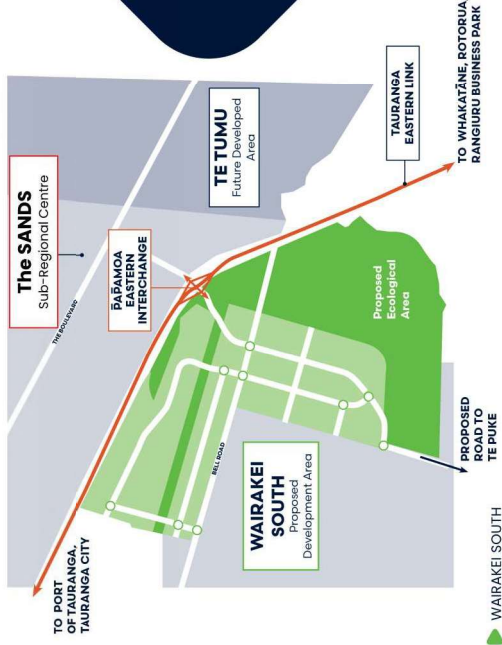 The SANDS
Sub-Regional Centre
THE BOULEVARD
TE TUMU
Future Developed
Area
PAPAMOA
EASTERN
INTERCHANGE
TAURANGA
EASTERN LINK
TO WHAKATĀNE, ROTORUA
RANGIURU BUSINESS PARK
TO PORT
OF TAURANGA,
TAURANGA CITY
BELL ROAD
Proposed
Ecological
Area
WAIRAKEI
SOUTH
Proposed
Development Area
PROPOSED
ROAD TO
TE PUKE
WAIRAKEI SOUTH